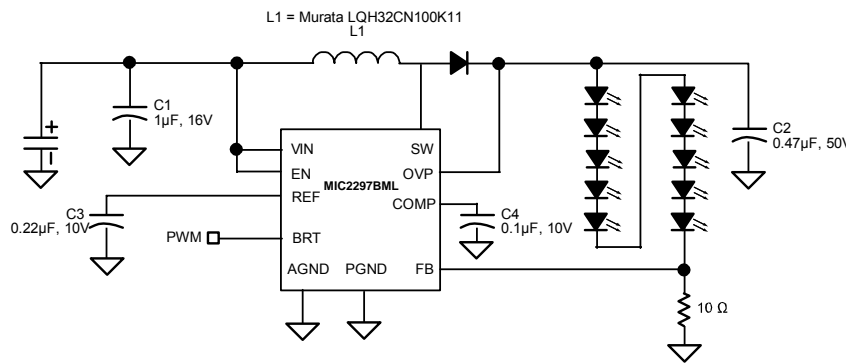 L1 = Murata LQH32CN100K11
L1
C1
1µF, 16V
+
-
VIN
SW
EN
OVP
MIC2297BML
REF
COMP
C3
0.22µF, 10V
C4
0.1µF, 10V
C2
0.47µF, 50V
PWM
BRT
AGND
PGND
FB
10 Ω